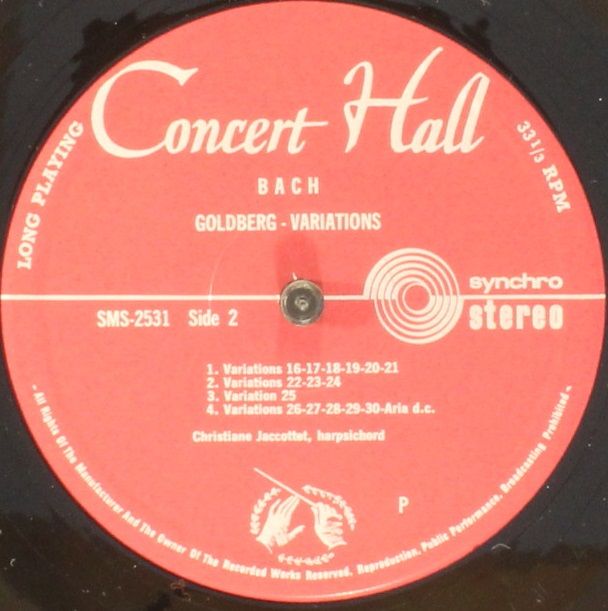 Concert Hall
LONG PLAYING
33 1/3 RPM
BACH
GOLDBERG - VARIATIONS
synchro
stereo
SMS-2531 Side 2
1. Variations 16-17-18-19-20-21
2. Variations 22-23-24
3. Variation 25
4. Variations 26-27-28-29-30-Aria d.c.
Christiane Jaccottet, harpsichord
P
- All Rights Of The Manufacturer And The Owner Of The Recorded Works Reserved. Reproduction. Public Performance. Broadcasting Prohibited -